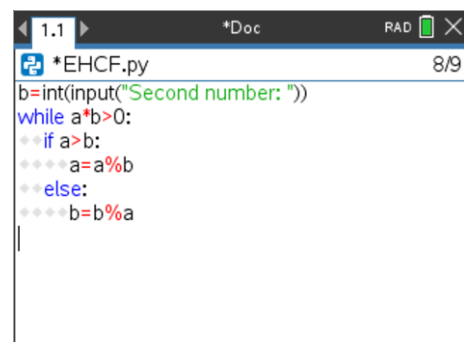 1.1 *Doc RAD
*EHCF.py 8/9
b=int(input("Second number: "))
while a*b>0:
if a>b:
a=a%b
else:
b=b%a